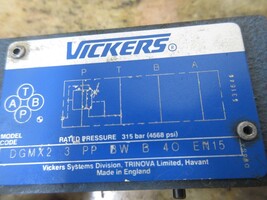 VICKERS®
P T B A
T
A B
P
MODEL
CODE
RATED PRESSURE 315 bar (4568 psi)
DGMX2 3 PP BW B 40 EN15
Vickers Systems Division, TRINOVA Limited, Havant
Made in England